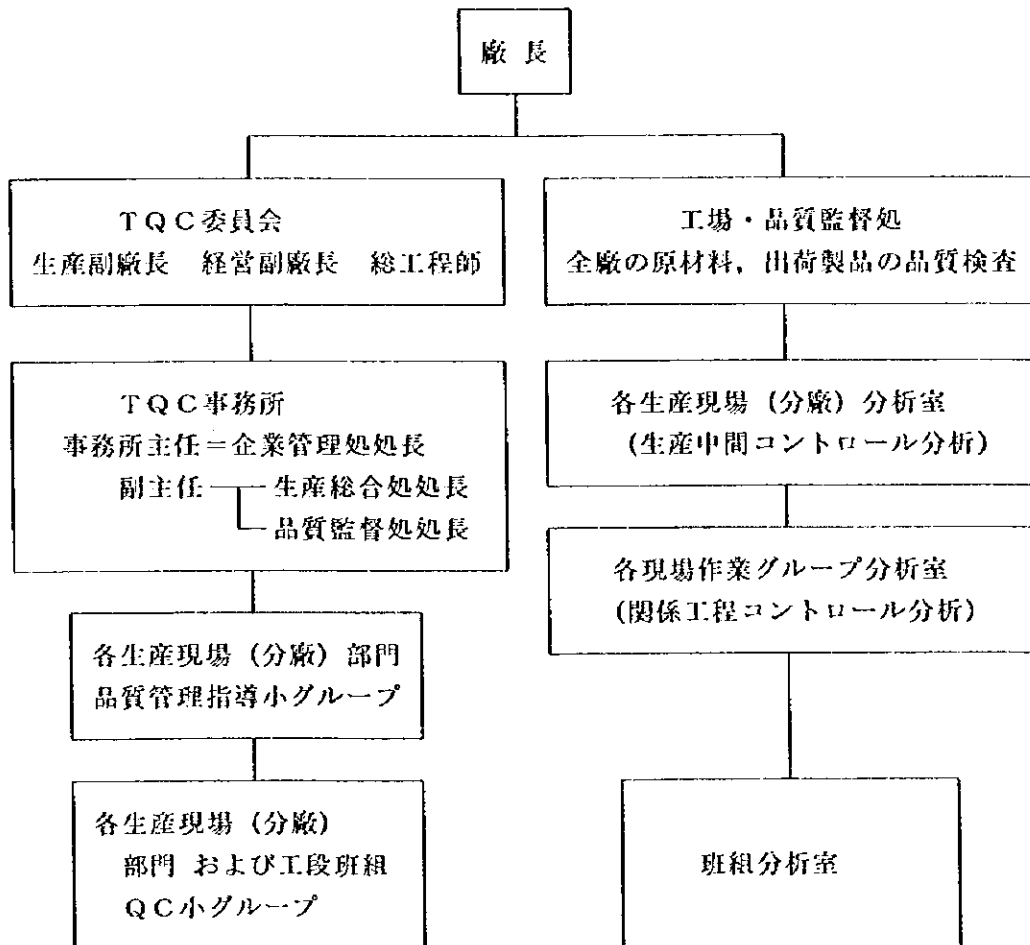 廠長
TQC委員会
生産副廠長 経営副廠長 総工程師
工場・品質監督処
全廠の原材料，出荷製品の品質検査
TQC事務所
事務所主任＝企業管理処処長
副主任 生産総合処処長
品質監督処処長
各生産現場（分廠）分析室
（生産中間コントロール分析）
各現場作業グループ分析室
（関係工程コントロール分析）
各生産現場（分廠）部門
品質管理指導小グループ
各生産現場（分廠）
部門 および工段班組
QC小グループ
班組分析室